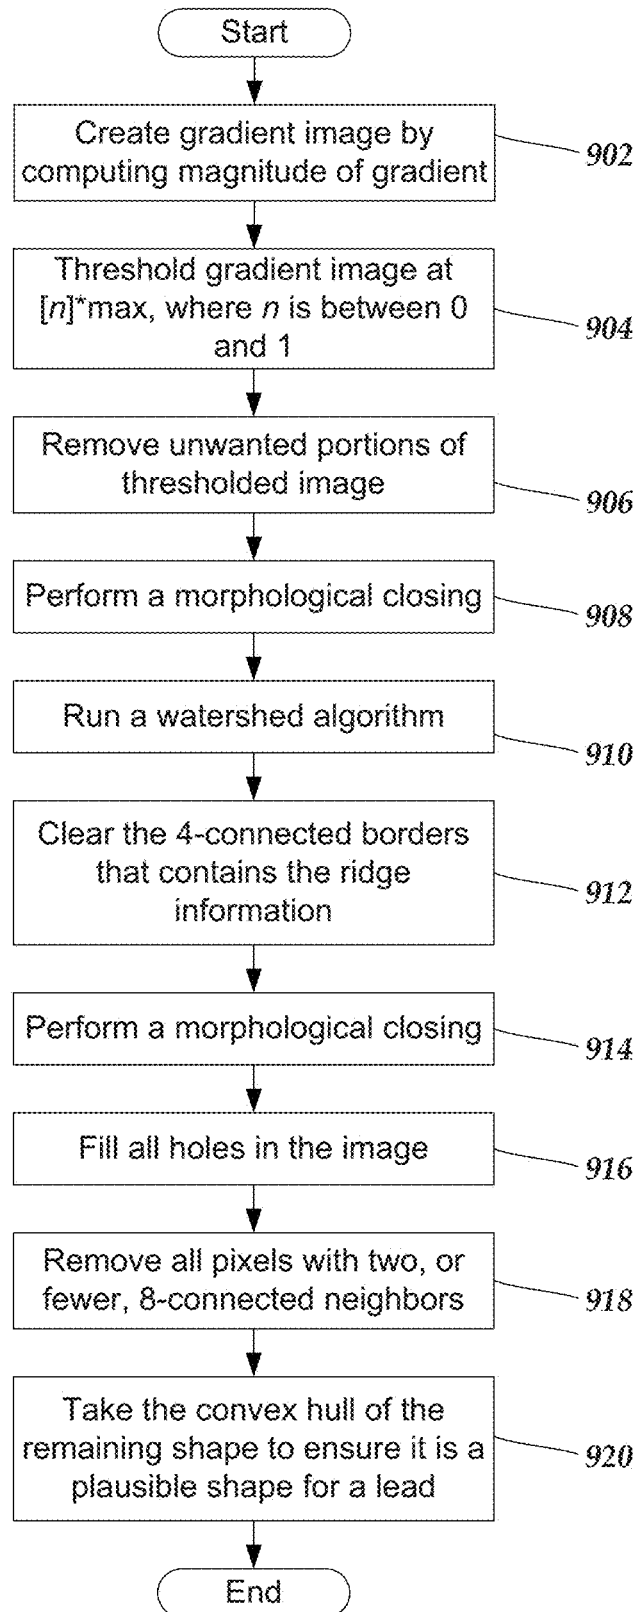 Start
Create gradient image by
computing magnitude of gradient
902
Threshold gradient image at
[n]*max, where n is between 0
and 1
904
Remove unwanted portions of
thresholded image
906
Perform a morphological closing
908
Run a watershed algorithm
910
Clear the 4-connected borders
that contains the ridge
information
912
Perform a morphological closing
914
Fill all holes in the image
916
Remove all pixels with two, or
fewer, 8-connected neighbors
918
Take the convex hull of the
remaining shape to ensure it is a
plausible shape for a lead
920
End